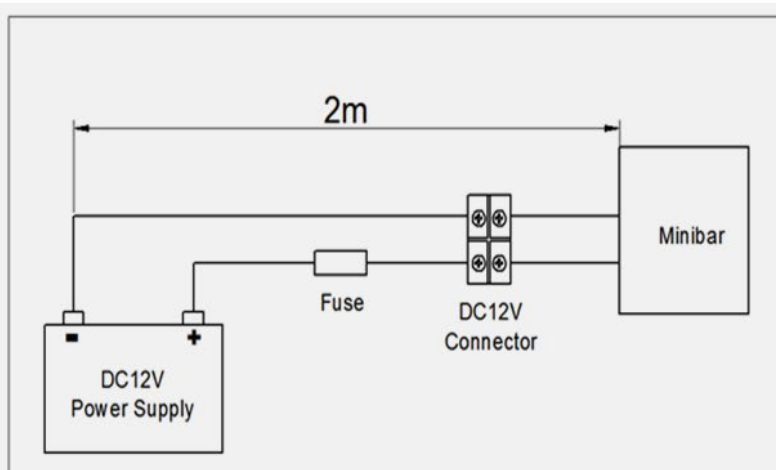 2m
Minibar
Fuse
DC12V
Connector
- +
DC12V
Power Supply